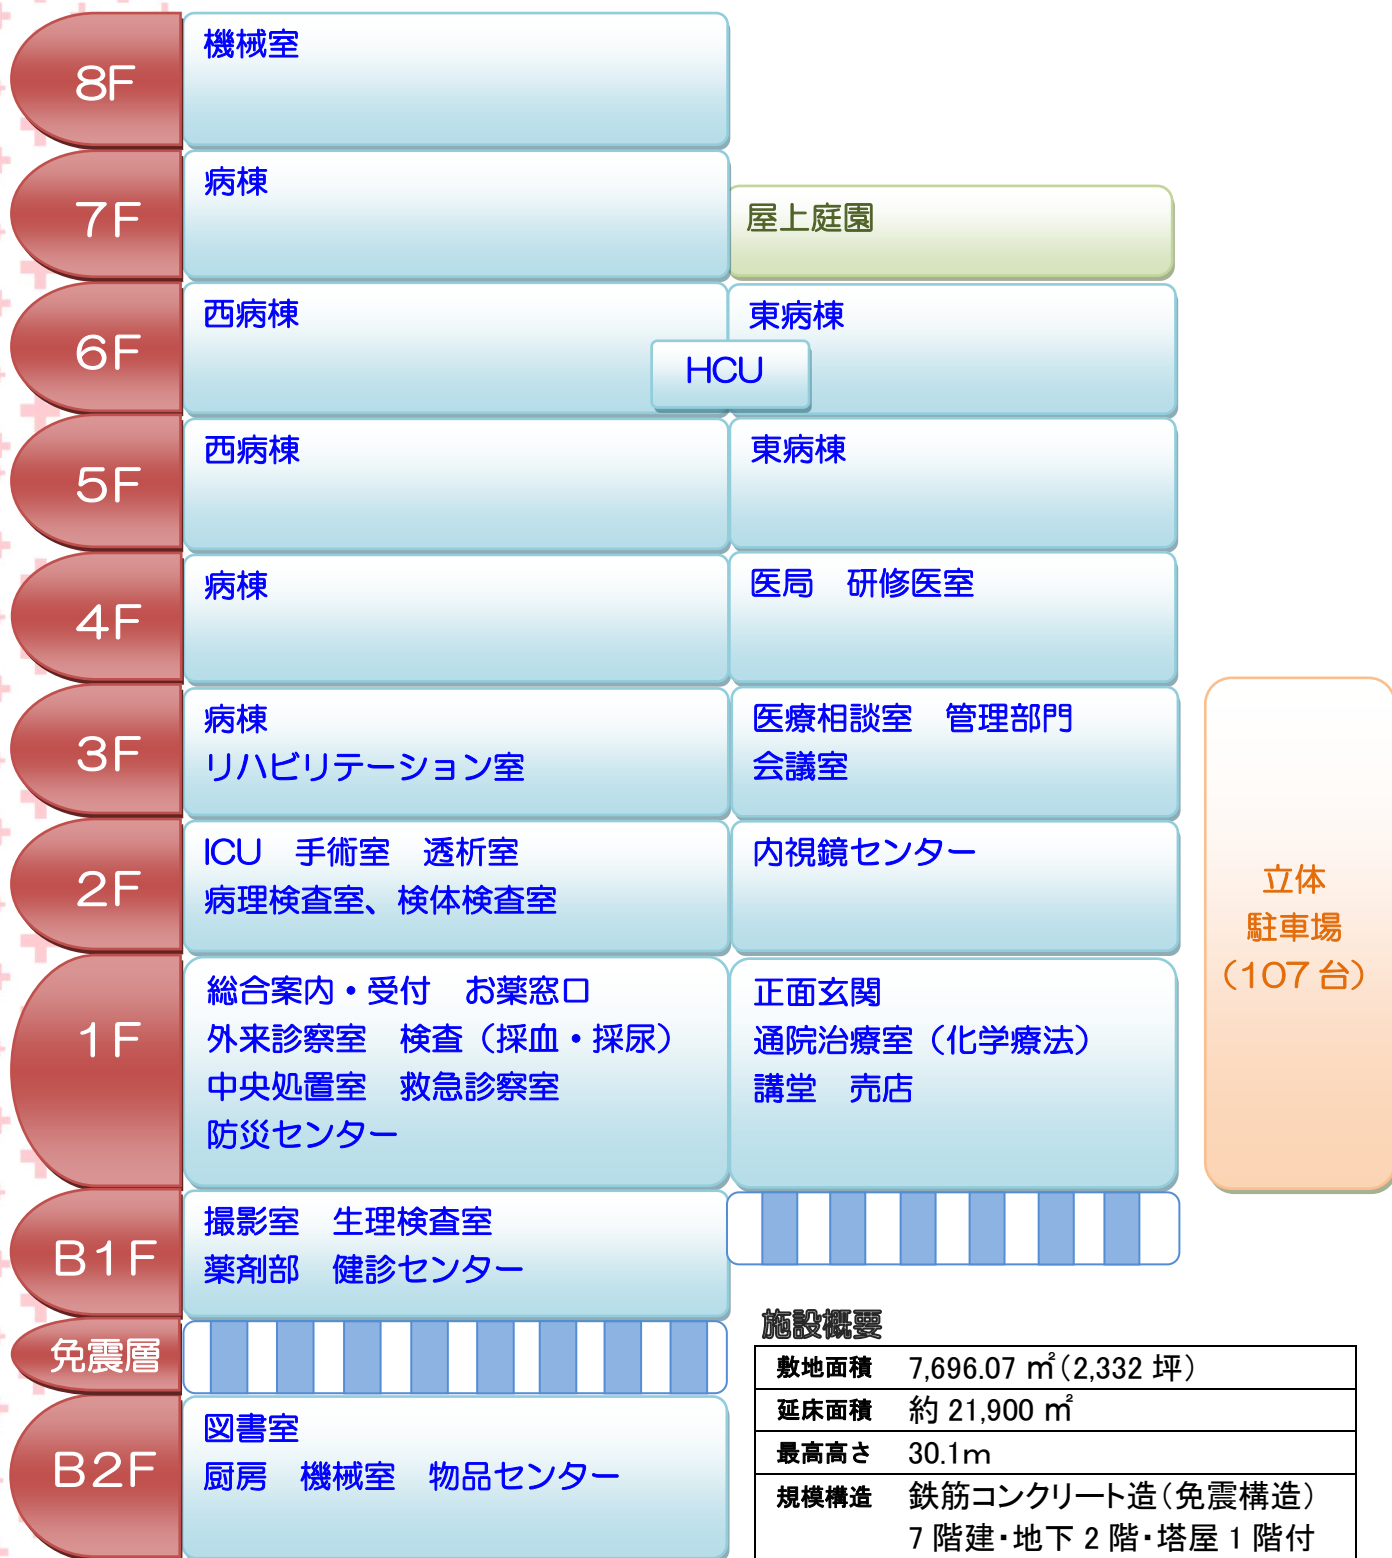 8F
機械室
7F
病棟
屋上庭園
6F
西病棟
東病棟
HCU
5F
西病棟
東病棟
4F
病棟
医局　研修医室
3F
病棟
リハビリテーション室
医療相談室　管理部門
会議室
2F
ICU　手術室　透析室
病理検査室、検体検査室
内視鏡センター
1F
総合案内・受付　お薬窓口
外来診察室　検査（採血・採尿）
中央処置室　救急診察室
防災センター
正面玄関
通院治療室（化学療法）
講堂　売店
立体
駐車場
（107台）
B1F
撮影室　生理検査室
薬剤部　健診センター
免震層
B2F
図書室
厨房　機械室　物品センター
施設概要
敷地面積　7,696.07 ㎡（2,332 坪）
延床面積　約 21,900 ㎡
最高高さ　30.1m
規模構造　鉄筋コンクリート造（免震構造）
7 階建・地下 2 階・塔屋 1 階付